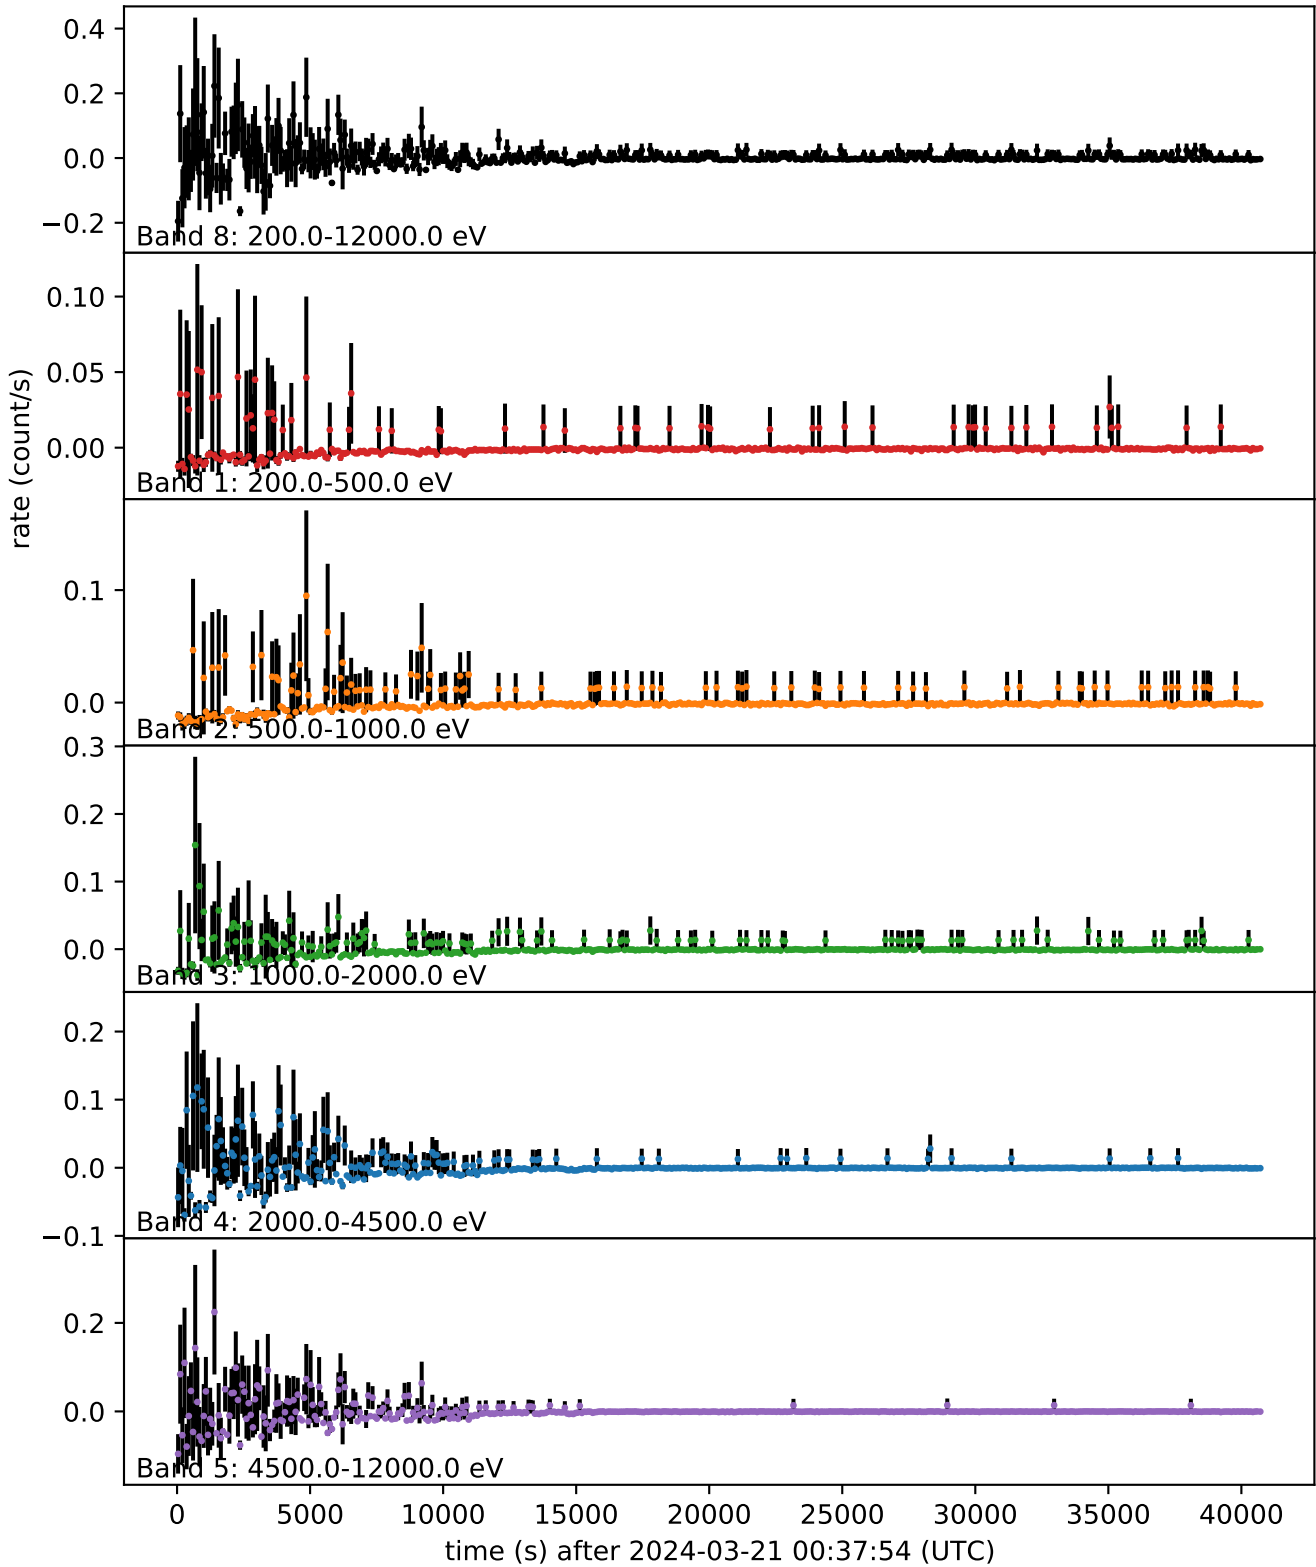 0.4
0.2
0.0
−0.2
Band 8: 200.0-12000.0 eV
0.10
0.05
0.00
Band 1: 200.0-500.0 eV
rate (count/s)
0.1
0.0
Band 2: 500.0-1000.0 eV
0.3
0.2
0.1
0.0
Band 3: 1000.0-2000.0 eV
0.2
0.1
0.0
−0.1
Band 4: 2000.0-4500.0 eV
0.2
0.0
Band 5: 4500.0-12000.0 eV
0 5000 10000 15000 20000 25000 30000 35000 40000
time (s) after 2024-03-21 00:37:54 (UTC)